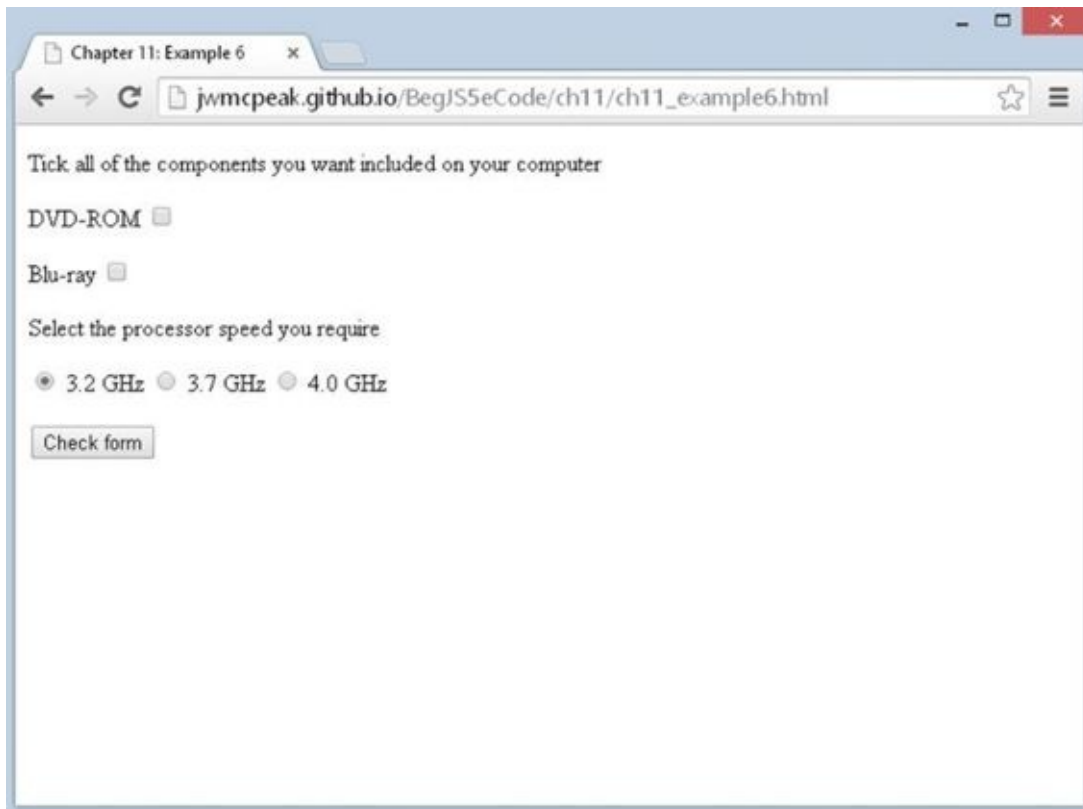 Chapter 11: Example 6
jwmcpeak.github.io/BegJS5eCode/ch11/ch11_example6.html
Tick all of the components you want included on your computer
DVD-ROM
Blu-ray
Select the processor speed you require
3.2 GHz 3.7 GHz 4.0 GHz
Check form